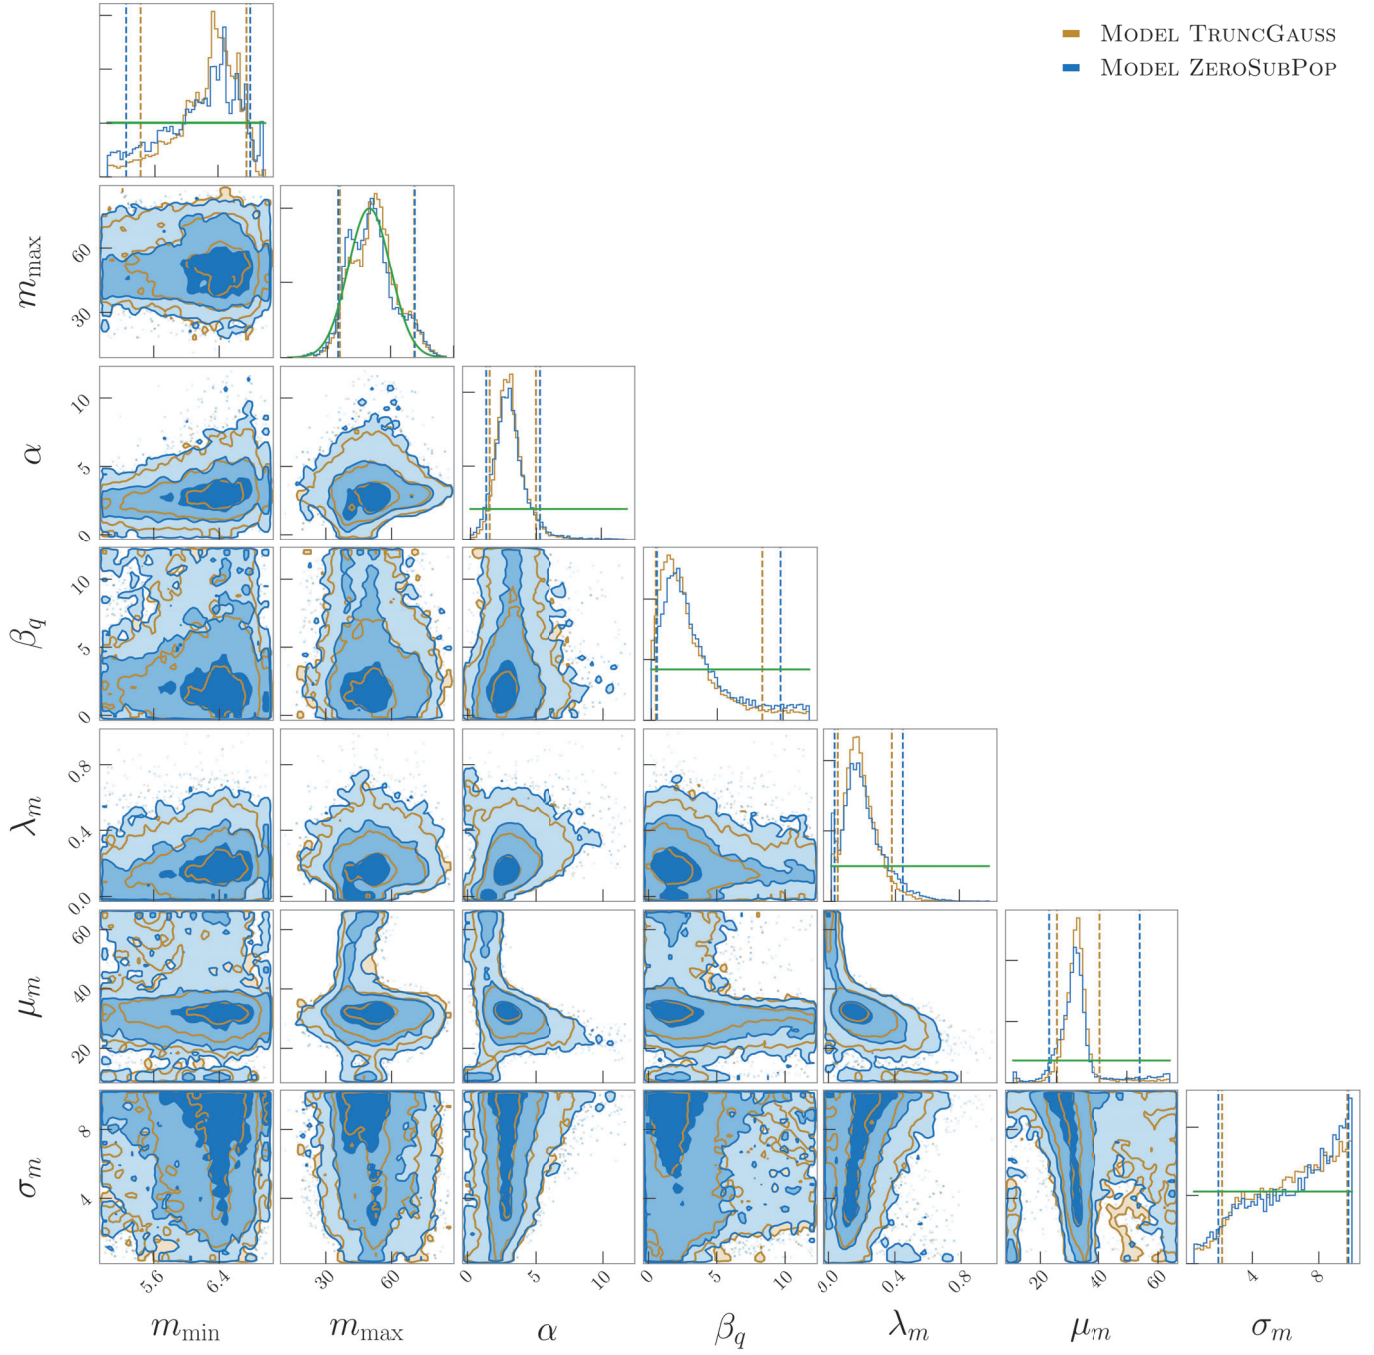 MODEL TRUNCGAUSS
MODEL ZEROSUBPOP
m_max
60
30
α
10
5
0
β_q
10
5
0
λ_m
0.8
0.4
0.0
μ_m
60
40
20
σ_m
8
4
5.6 6.4 30 60 0 5 10 0 5 10 0.0 0.4 0.8 20 40 60 4 8
m_min m_max α β_q λ_m μ_m σ_m